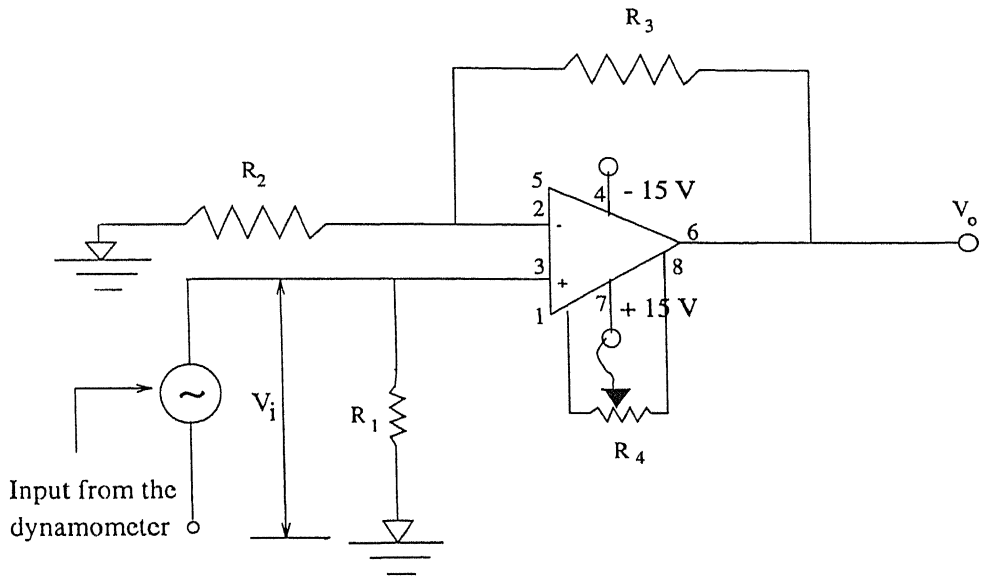 R3
R2
5
4
- 15 V
2
-
6
Vo
3
+
8
1
7
+ 15 V
~
Vi
R1
R4
Input from the
dynamometer